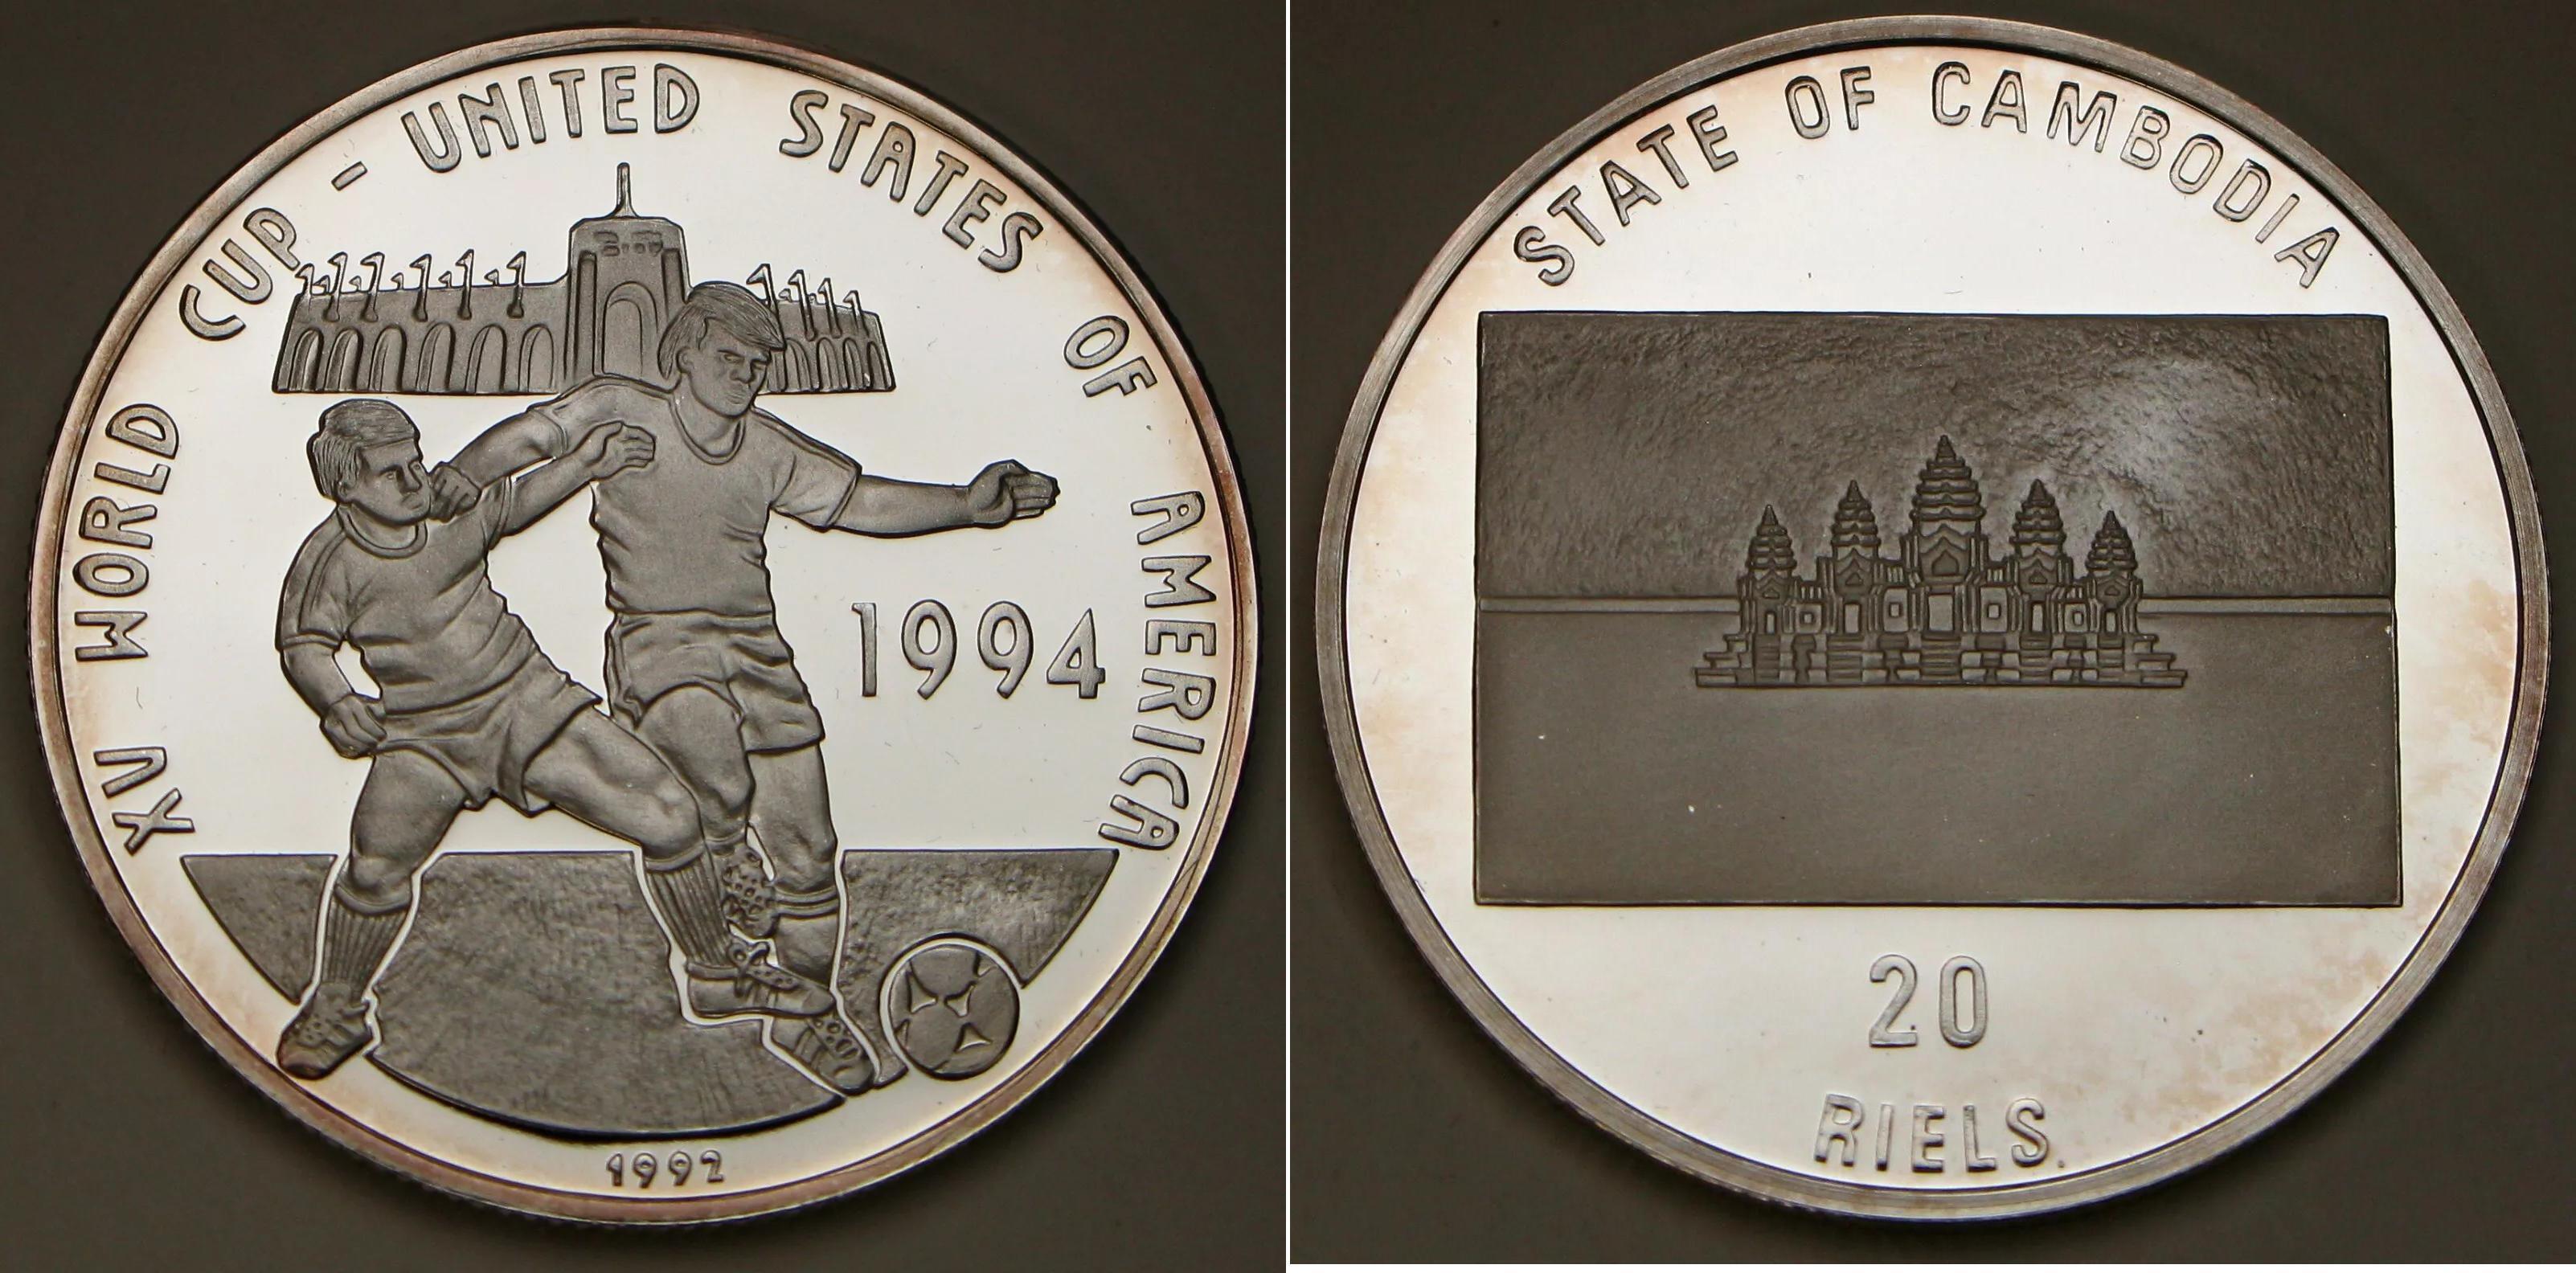 XV WORLD CUP - UNITED STATES OF AMERICA
1994
1992
STATE OF CAMBODIA
20
RIELS